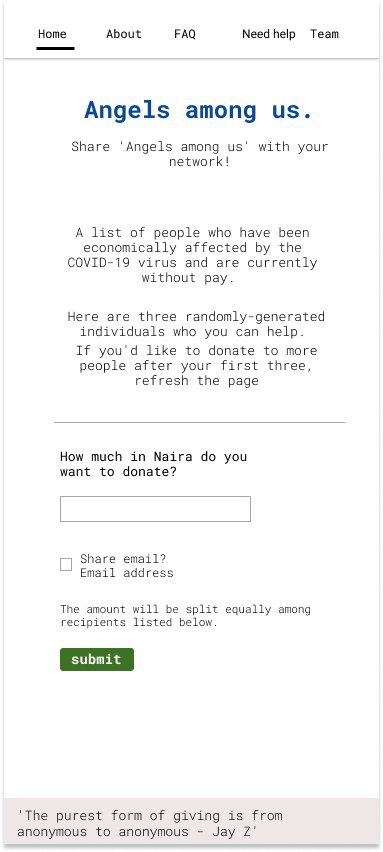 Home About FAQ Need help Team
Angels among us.
Share 'Angels among us' with your
network!
A list of people who have been
economically affected by the
COVID-19 virus and are currently
without pay.
Here are three randomly-generated
individuals who you can help.
If you'd like to donate to more
people after your first three,
refresh the page
How much in Naira do you
want to donate?
Share email?
Email address
The amount will be split equally among
recipients listed below.
submit
'The purest form of giving is from
anonymous to anonymous - Jay Z'